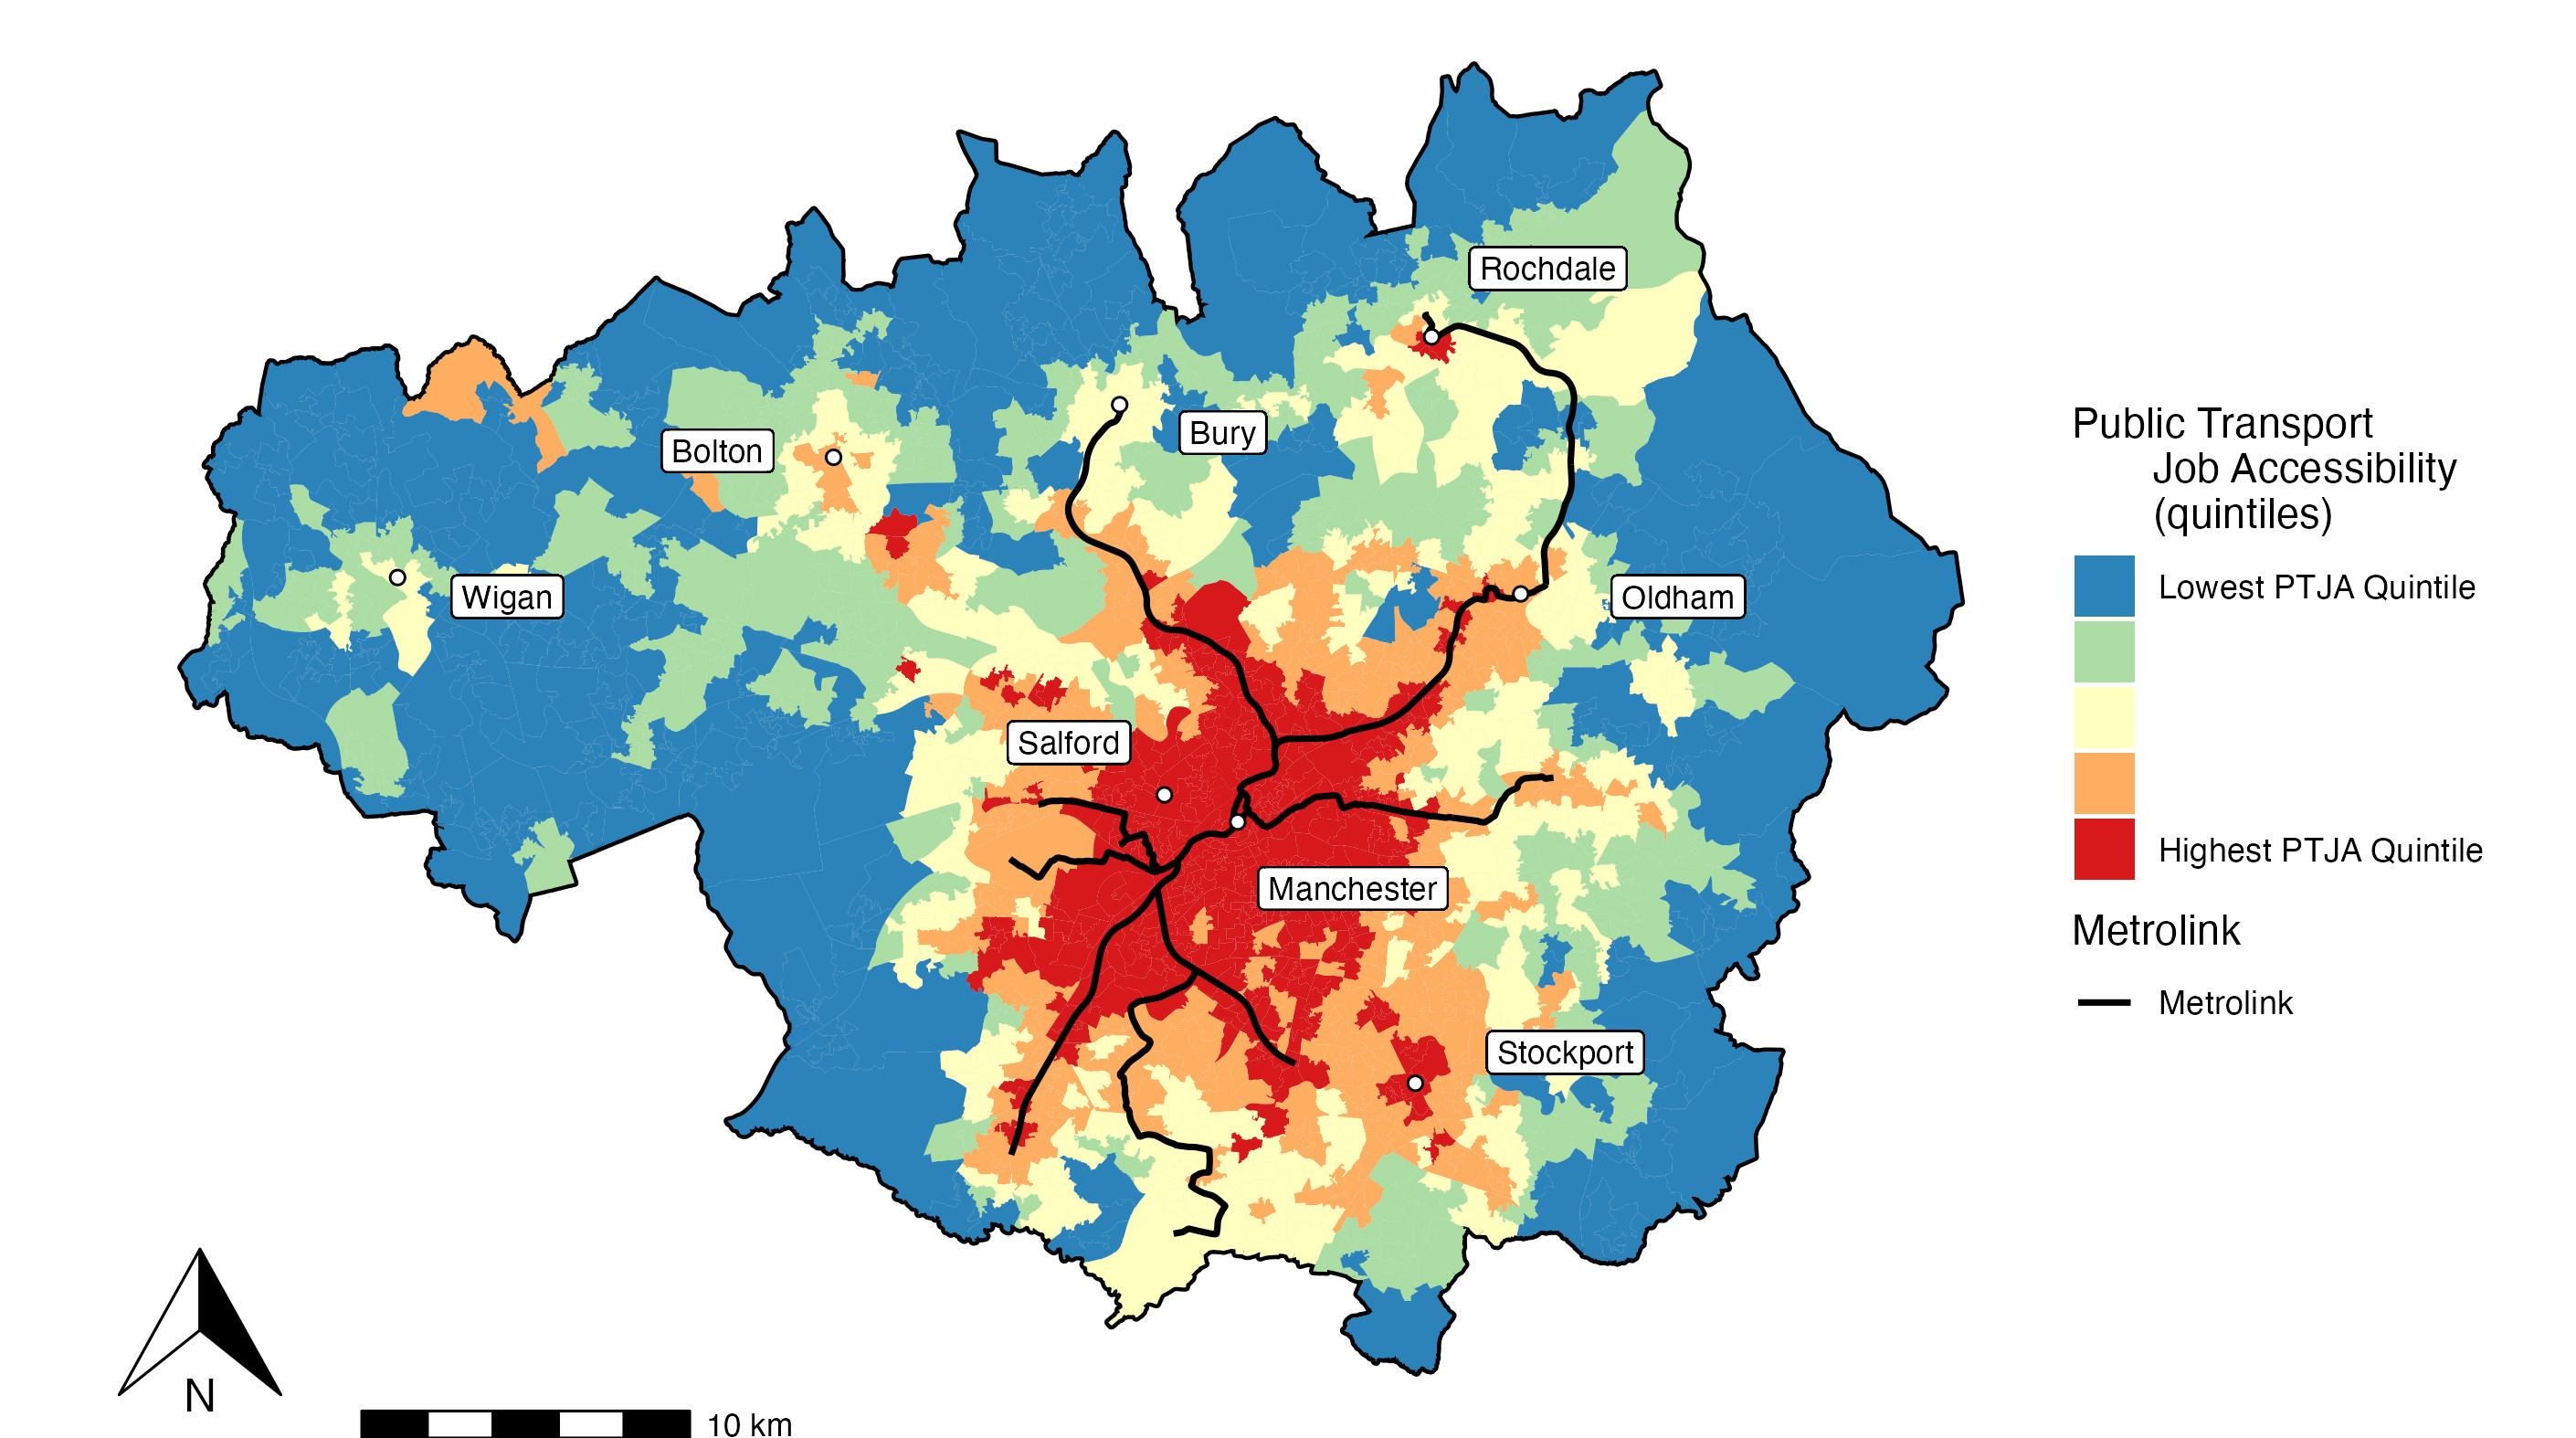 Rochdale
Bury
Bolton
Wigan
Oldham
Salford
Manchester
Stockport
Public Transport
Job Accessibility
(quintiles)
Lowest PTJA Quintile
Highest PTJA Quintile
Metrolink
Metrolink
N
10 km